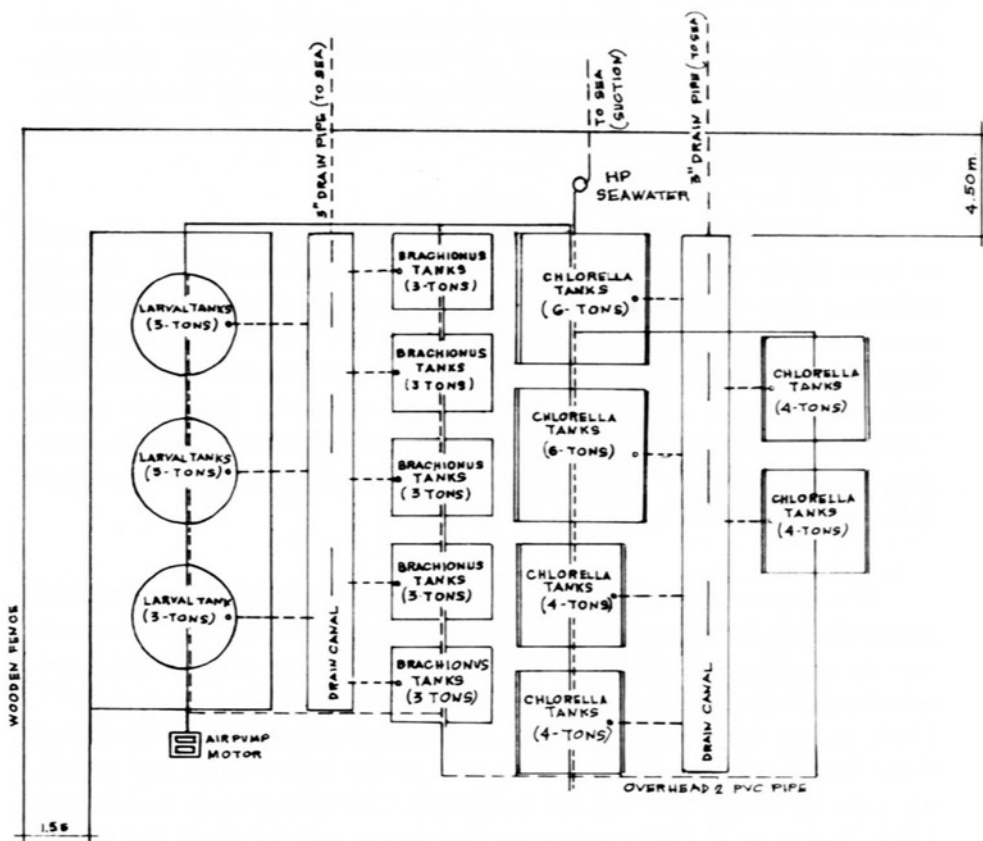 3" DRAIN PIPE (TO SEA)
TO SEA
(SUCTION)
3" DRAIN PIPE (TO SEA)
HP
SEAWATER
4.50 m.
LARVAL TANKS
(3-TONS)
LARVAL TANKS
(3-TONS)
LARVAL TANK
(3-TONS)
BRACHIONUS
TANKS
(3-TONS)
BRACHIONUS
TANKS
(3 TONS)
BRACHIONUS
TANKS
(3 TONS)
BRACHIONUS
TANKS
(3 TONS)
BRACHIONUS
TANKS
(3 TONS)
CHLORELLA
TANKS
(6-TONS)
CHLORELLA
TANKS
(6-TONS)
CHLORELLA
TANKS
(4-TONS)
CHLORELLA
TANKS
(4-TONS)
CHLORELLA
TANKS
(4-TONS)
CHLORELLA
TANKS
(4-TONS)
WOODEN FENCE
DRAIN CANAL
DRAIN CANAL
AIR PUMP
MOTOR
OVERHEAD 2 PVC PIPE
1.56